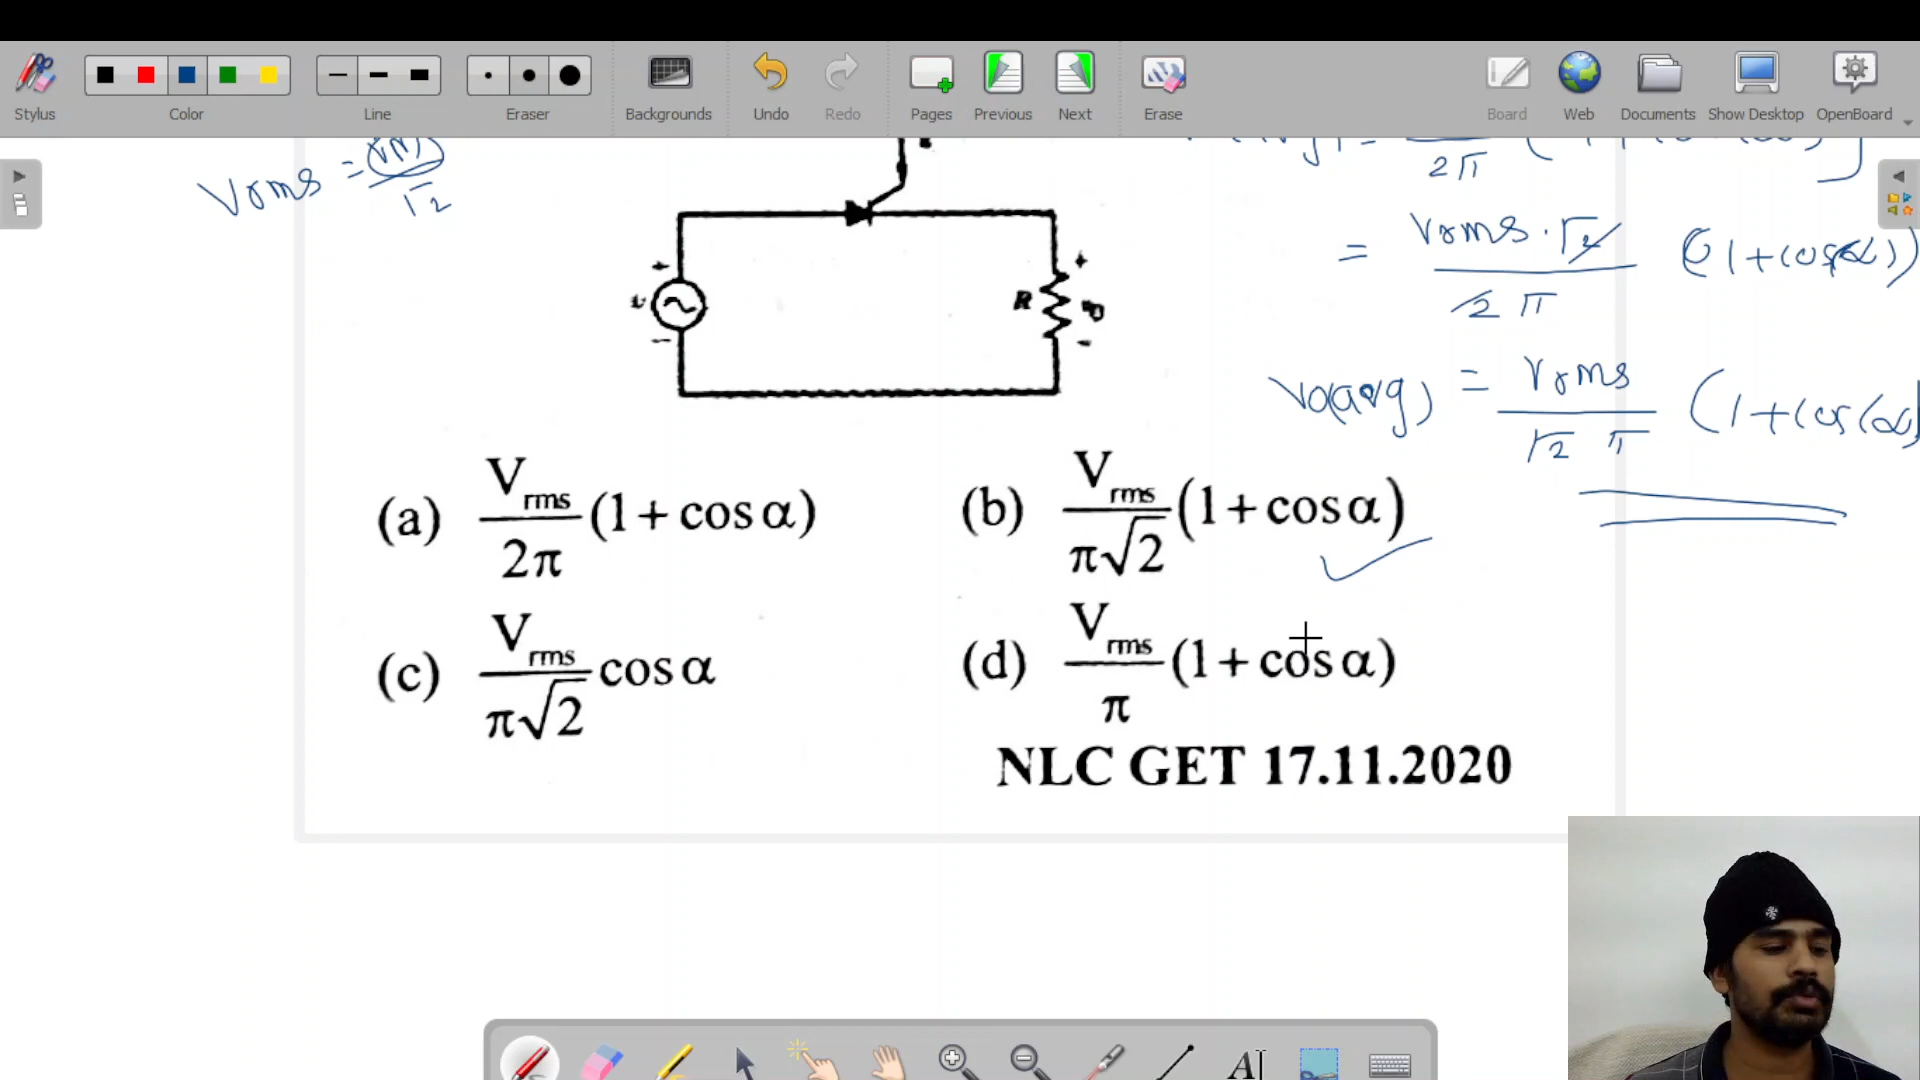 Stylus
Color
Line
Eraser
Backgrounds
Undo
Redo
Pages
Previous
Next
Erase
Board
Web
Documents
Show Desktop
OpenBoard
Vrms = Vm/√2
2π
= Vrms·√2/2π (1+cos(α))
R
+
-
Vo(avg) = Vrms/√2 π (1+cos(α)
(a) Vrms/2π (1 + cos α)
(b) Vrms/π√2 (1 + cos α)
(c) Vrms/π√2 cos α
(d) Vrms/π (1 + cos α)
NLC GET 17.11.2020